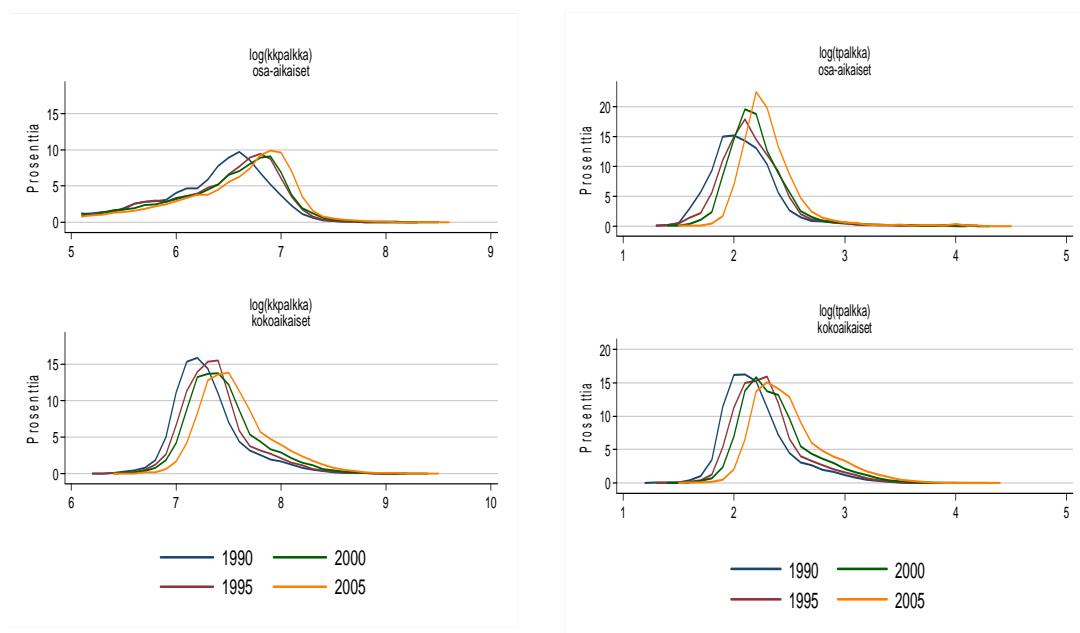 log(kkpalkka)
osa-aikaiset
Prosenttia
15
10
5
0
5 6 7 8 9
log(kkpalkka)
kokoaikaiset
Prosenttia
15
10
5
0
6 7 8 9 10
1990 2000
1995 2005
log(tpalkka)
osa-aikaiset
Prosenttia
20
15
10
5
0
1 2 3 4 5
log(tpalkka)
kokoaikaiset
Prosenttia
20
15
10
5
0
1 2 3 4 5
1990 2000
1995 2005